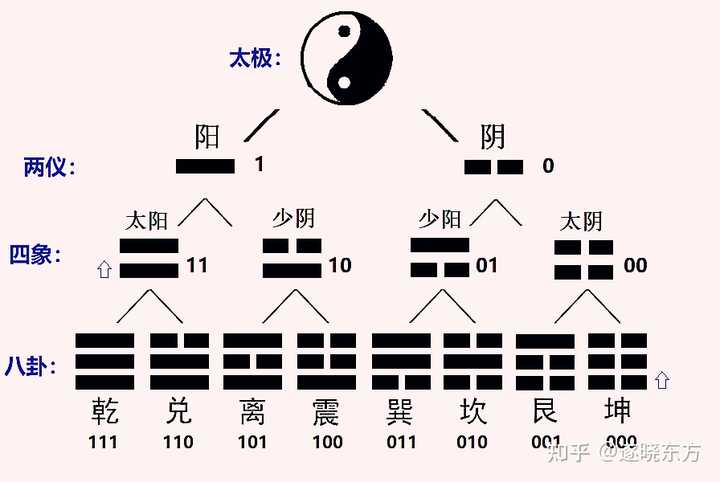 太极：
阳 阴
两仪： 1 0
太阳 少阴 少阳 太阴
四象： 11 10 01 00
八卦：
乾 兑 离 震 巽 坎 艮 坤
111 110 101 100 011 010 001 000
知乎 @遂晓东方